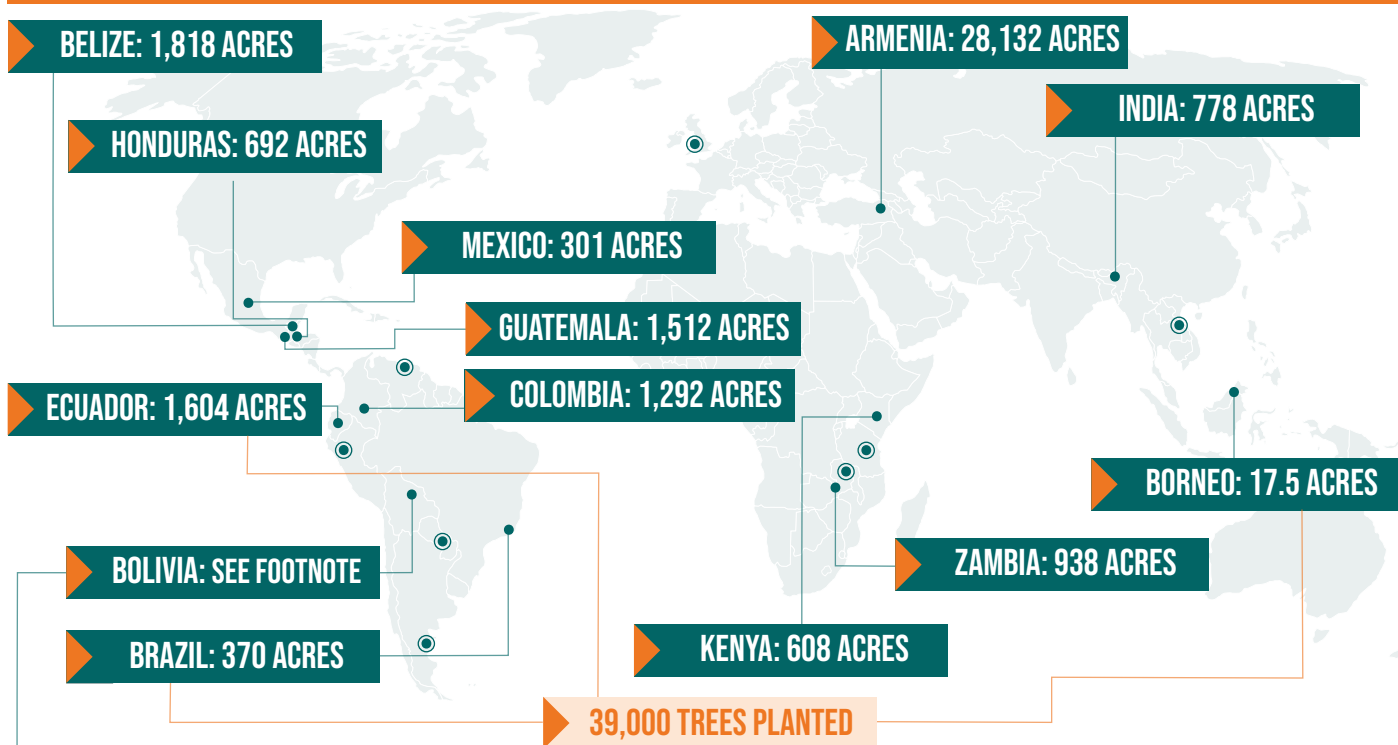 BELIZE: 1,818 ACRES
ARMENIA: 28,132 ACRES
INDIA: 778 ACRES
HONDURAS: 692 ACRES
MEXICO: 301 ACRES
GUATEMALA: 1,512 ACRES
ECUADOR: 1,604 ACRES
COLOMBIA: 1,292 ACRES
BORNEO: 17.5 ACRES
BOLIVIA: SEE FOOTNOTE
ZAMBIA: 938 ACRES
BRAZIL: 370 ACRES
KENYA: 608 ACRES
39,000 TREES PLANTED